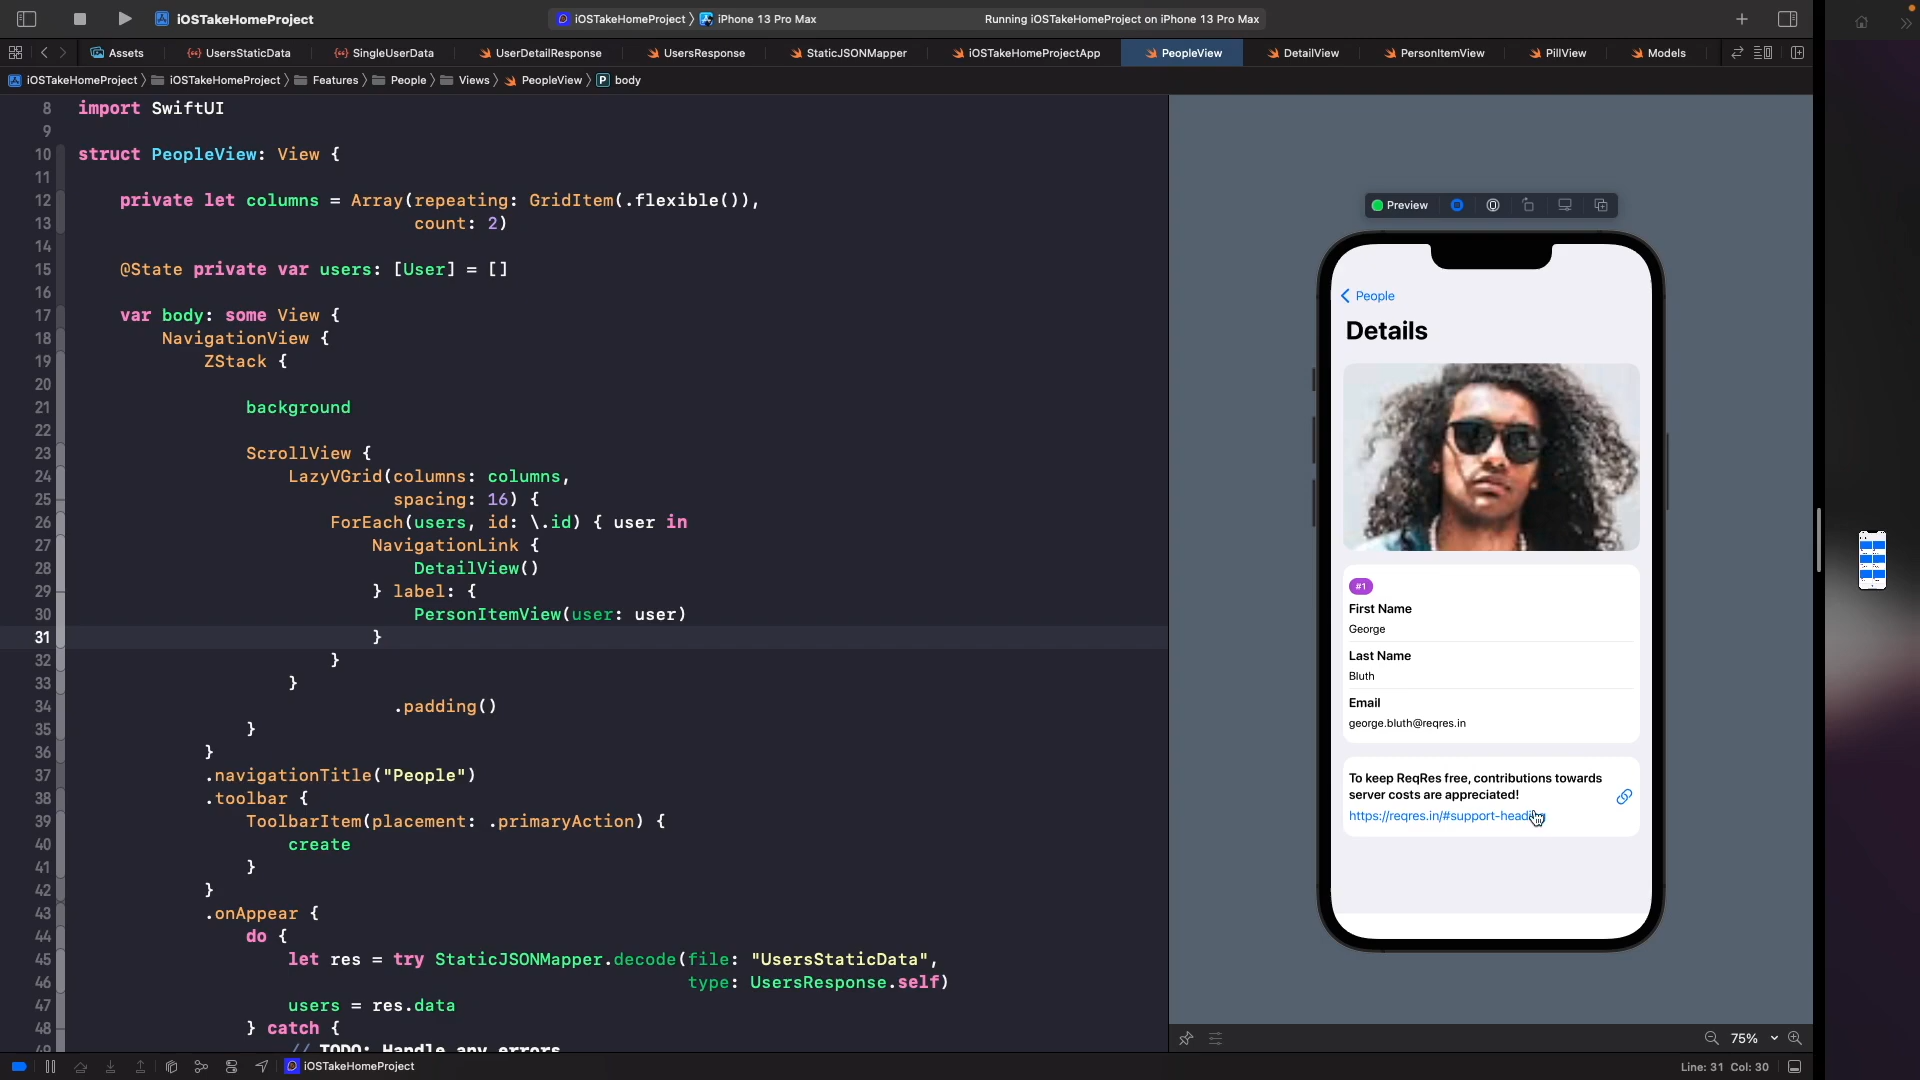 iOSTakeHomeProject
iOSTakeHomeProject
iPhone 13 Pro Max
Running iOSTakeHomeProject on iPhone 13 Pro Max
Assets
UsersStaticData
SingleUserData
UserDetailResponse
UsersResponse
StaticJSONMapper
iOSTakeHomeProjectApp
PeopleView
DetailView
PersonItemView
PillView
Models
iOSTakeHomeProject
iOSTakeHomeProject
Features
People
Views
PeopleView
P body
8 import SwiftUI
9
10 struct PeopleView: View {
11
12 private let columns = Array(repeating: GridItem(.flexible()),
13 count: 2)
14
15 @State private var users: [User] = []
16
17 var body: some View {
18 NavigationView {
19 ZStack {
20
21 background
22
23 ScrollView {
24 LazyVGrid(columns: columns,
25 spacing: 16) {
26 ForEach(users, id: \.id) { user in
27 NavigationLink {
28 DetailView()
29 } label: {
30 PersonItemView(user: user)
31 }
32 }
33 }
34 .padding()
35 }
36 }
37 .navigationTitle("People")
38 .toolbar {
39 ToolbarItem(placement: .primaryAction) {
40 create
41 }
42 }
43 .onAppear {
44 do {
45 let res = try StaticJSONMapper.decode(file: "UsersStaticData",
46 type: UsersResponse.self)
47 users = res.data
48 } catch {
49 // TODO: Handle any errors
Preview
People
Details
#1
First Name
George
Last Name
Bluth
Email
george.bluth@reqres.in
To keep ReqRes free, contributions towards
server costs are appreciated!
https://reqres.in/#support-heading
75%
iOSTakeHomeProject
Line: 31 Col: 30